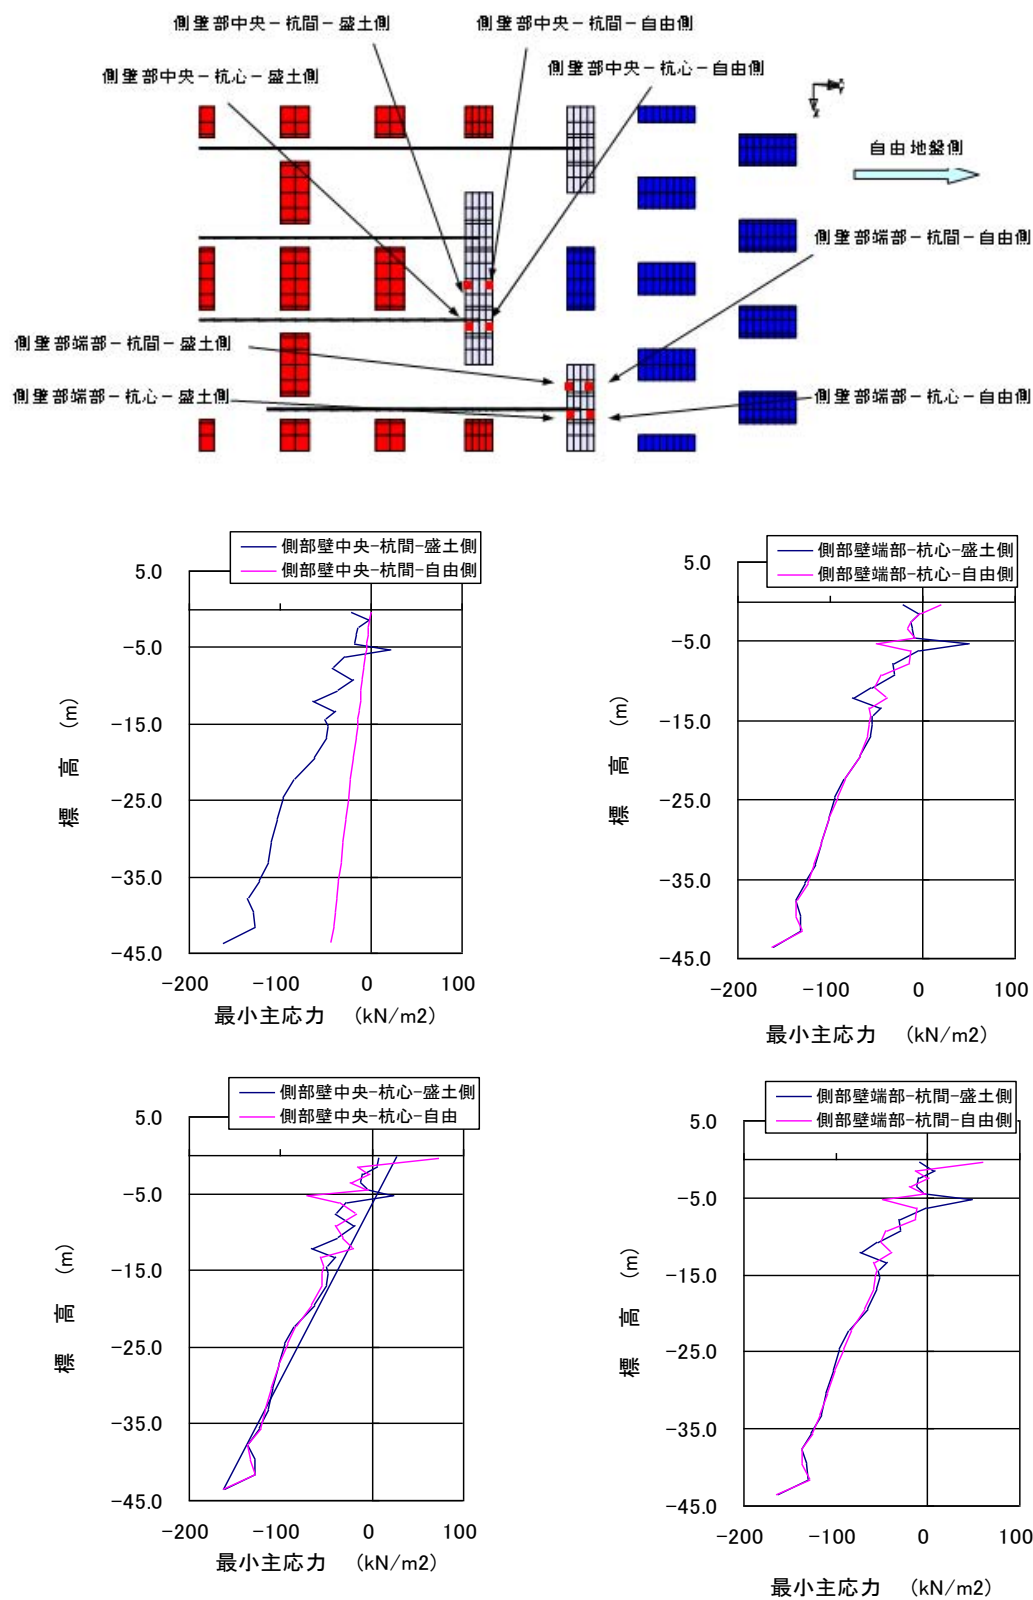 側壁部中央-杭間-盛土側
側壁部中央-杭間-自由側
側壁部中央-杭心-盛土側
側壁部中央-杭心-自由側
自由地盤側
側壁部端部-杭間-自由側
側壁部端部-杭間-盛土側
側壁部端部-杭心-盛土側
側壁部端部-杭心-自由側
側部壁中央-杭間-盛土側
側部壁中央-杭間-自由側
5.0
-5.0
-15.0
-25.0
-35.0
-45.0
-200
-100
0
100
標高 (m)
最小主応力 (kN/m2)
側部壁端部-杭心-盛土側
側部壁端部-杭心-自由側
5.0
-5.0
-15.0
-25.0
-35.0
-45.0
-200
-100
0
100
標高 (m)
最小主応力 (kN/m2)
側部壁中央-杭心-盛土側
側部壁中央-杭心-自由
5.0
-5.0
-15.0
-25.0
-35.0
-45.0
-200
-100
0
100
標高 (m)
最小主応力 (kN/m2)
側部壁端部-杭間-盛土側
側部壁端部-杭間-自由側
5.0
-5.0
-15.0
-25.0
-35.0
-45.0
-200
-100
0
100
標高 (m)
最小主応力 (kN/m2)